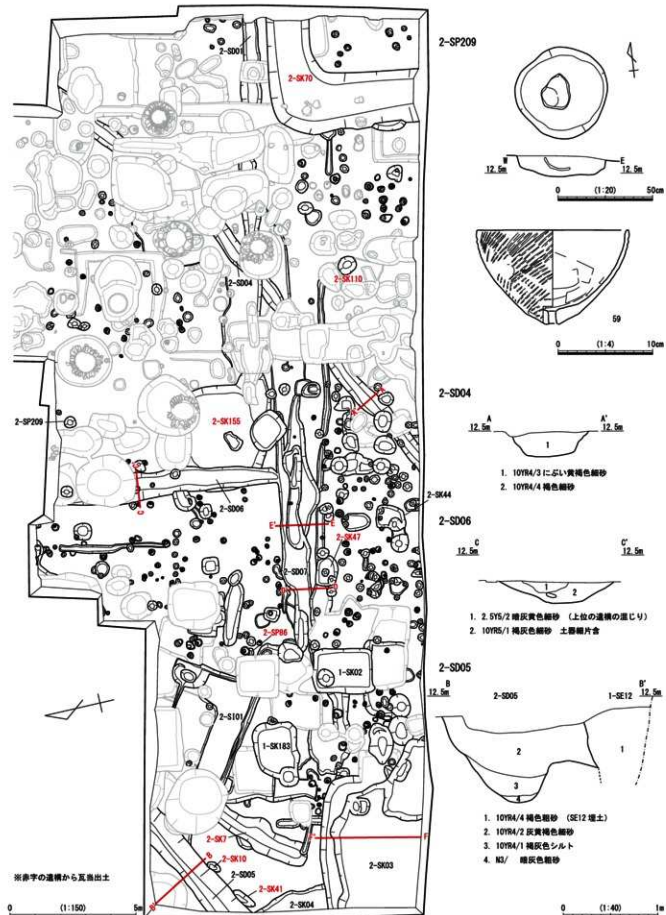 2-SD01
2-SK70
2-SD04
2-SK110
2-SP209
2-SK155
2-SD06
2-SK44
E'
E
2-SK47
2-SD07
2-SP86
1-SK02
2-SI01
1-SK183
2-SK7
F
2-SK10
2-SD05
2-SK03
2-SK41
2-SK04
※赤字の遺構から瓦当出土
0 (1:150) 5m
2-SP209
W E
12.5m 12.5m
0 (1:20) 50cm
59
0 (1:4) 10cm
2-SD04
A A'
12.5m 12.5m
1
1. 10YR4/3 にぶい黄褐色細砂
2. 10YR4/4 褐色細砂
2-SD06
C C'
12.5m 12.5m
1
2
1. 2.5Y5/2 暗灰黄色細砂 (上位の遺構の混じり)
2. 10YR5/1 褐灰色細砂 土器細片含
2-SD05
B B'
12.5m 2-SD05 1-SE12 12.5m
2
1
3
4
1. 10YR4/4 褐色粗砂 (SE12 埋土)
2. 10YR4/2 灰黄褐色細砂
3. 10YR4/1 褐灰色シルト
4. N3/ 暗灰色粗砂
0 (1:40) 1m